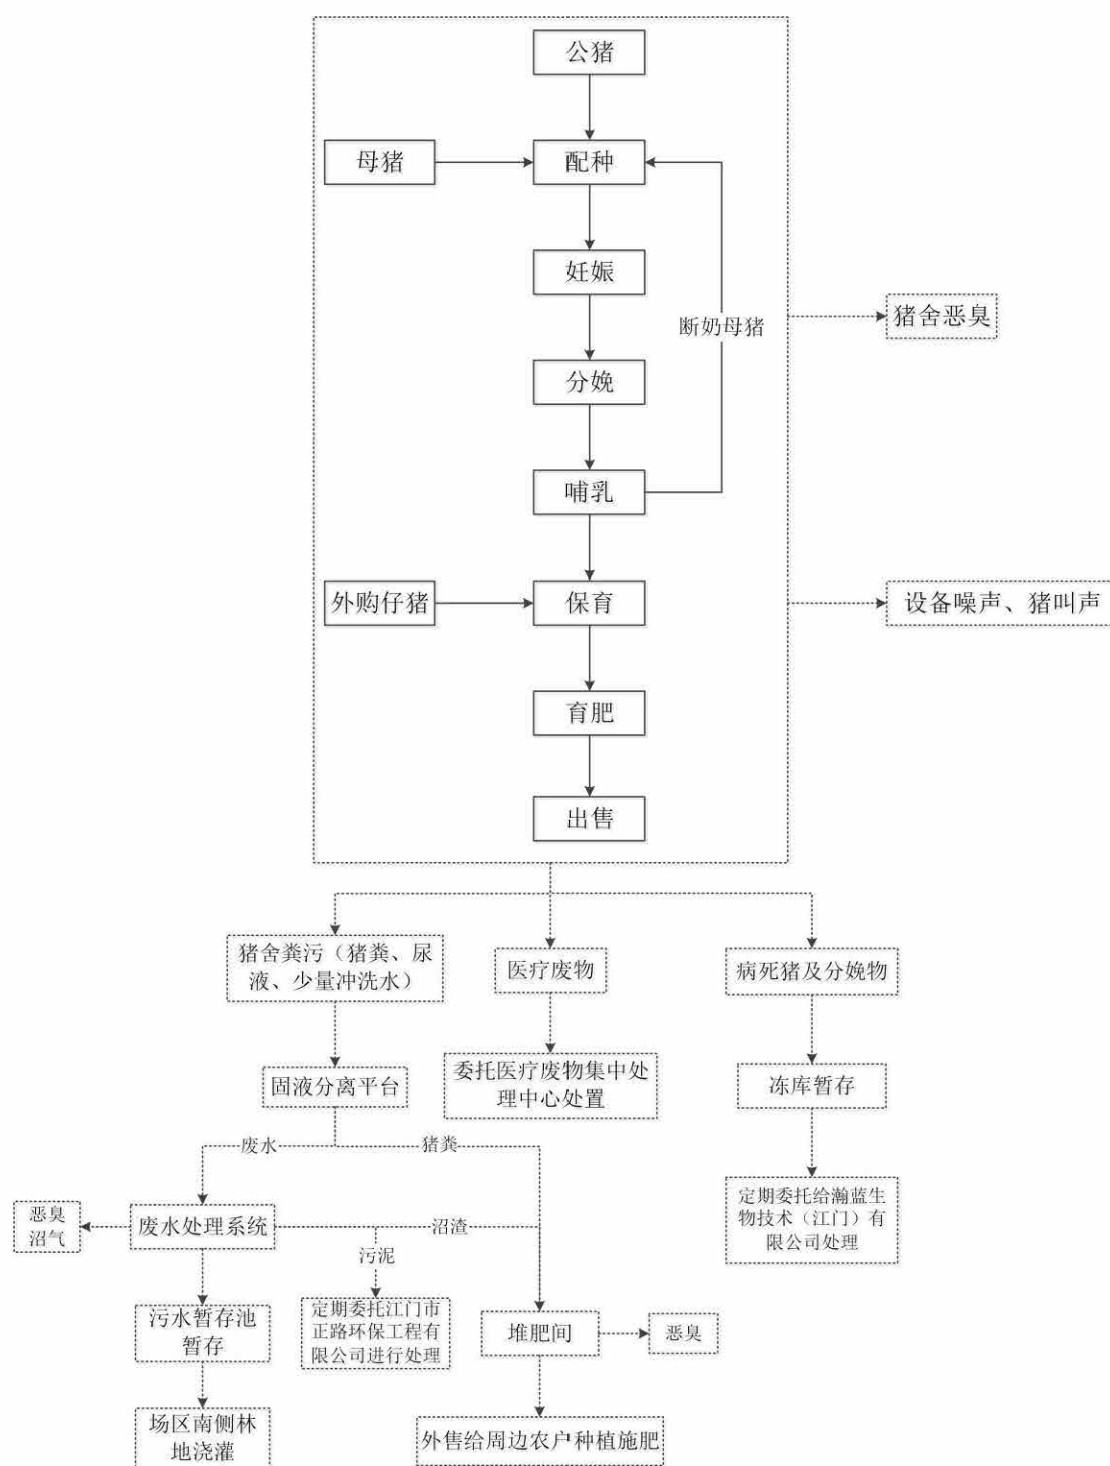 公猪
母猪
配种
妊娠
断奶母猪
猪舍恶臭
分娩
哺乳
外购仔猪
保育
设备噪声、猪叫声
育肥
出售
猪舍粪污（猪粪、尿
液、少量冲洗水）
医疗废物
病死猪及分娩物
固液分离平台
委托医疗废物集中处
理中心处置
冻库暂存
废水
猪粪
定期委托给瀚蓝生
物技术（江门）有
限公司处理
恶臭
沼气
废水处理系统
沼渣
污泥
污水暂存池
暂存
定期委托江门市
正路环保工程有
限公司进行处理
堆肥间
恶臭
场区南侧林
地浇灌
外售给周边农户种植施肥